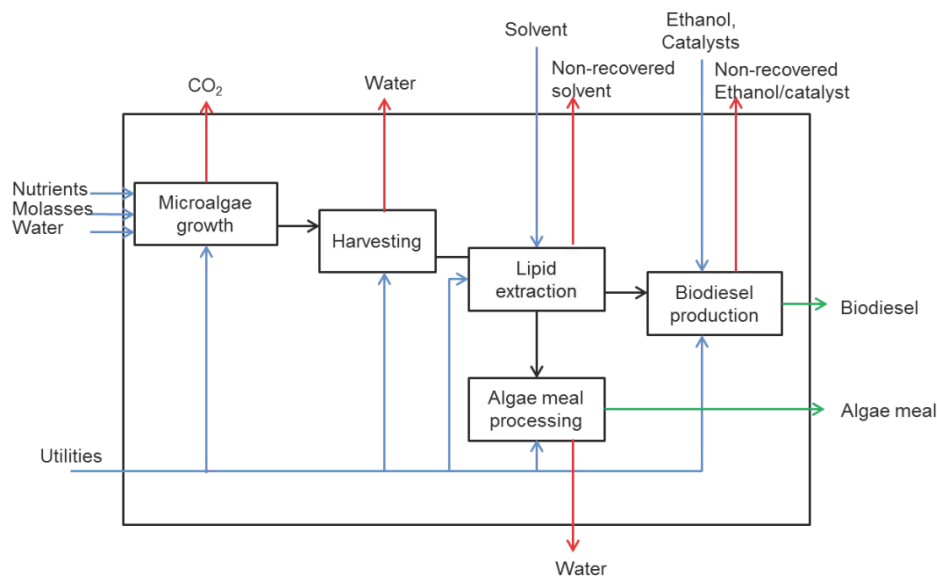 Solvent
Ethanol,
Catalysts
CO₂
Water
Non-recovered
solvent
Non-recovered
Ethanol/catalyst
Nutrients
Molasses
Water
Microalgae
growth
Harvesting
Lipid
extraction
Biodiesel
production
Biodiesel
Algae meal
processing
Algae meal
Utilities
Water